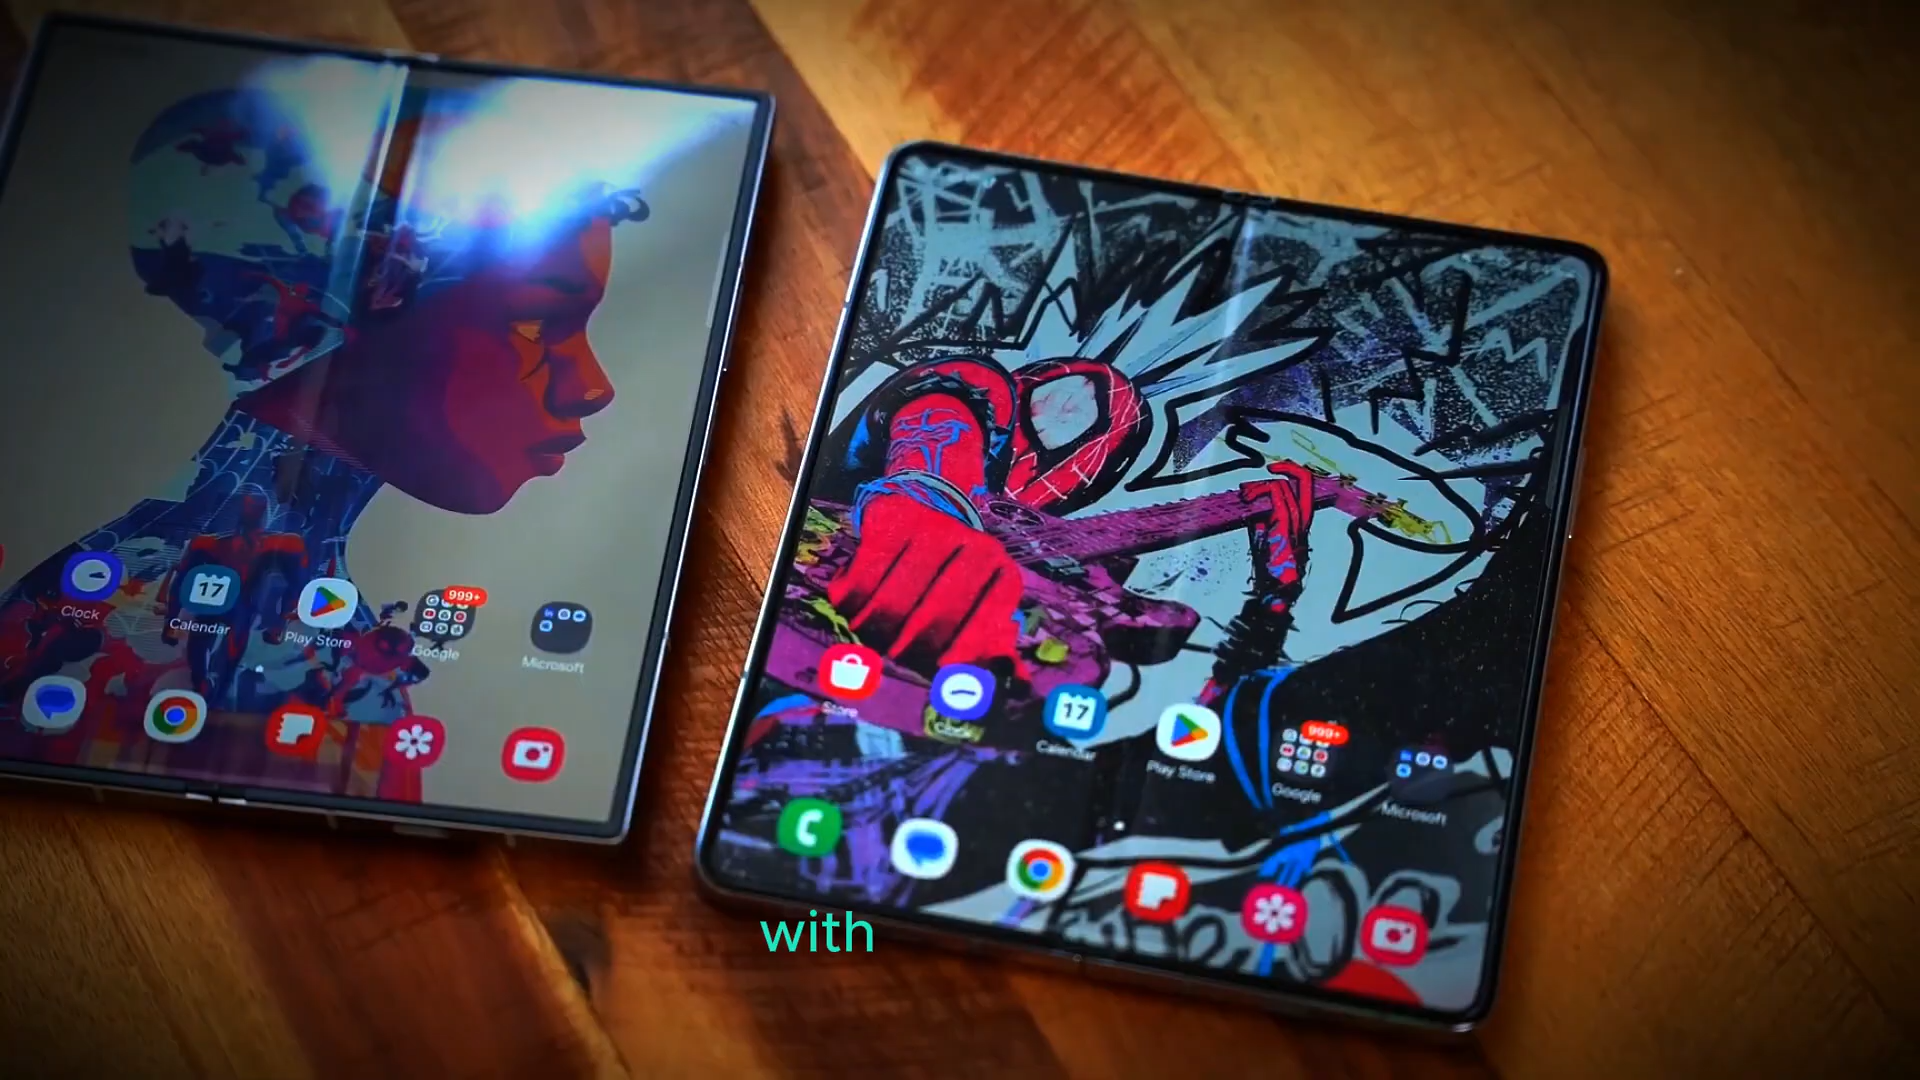 Clock
17
Calendar
Play Store
999+
Google
Microsoft
Store
Clock
17
Calendar
Play Store
999+
Google
Microsoft
with